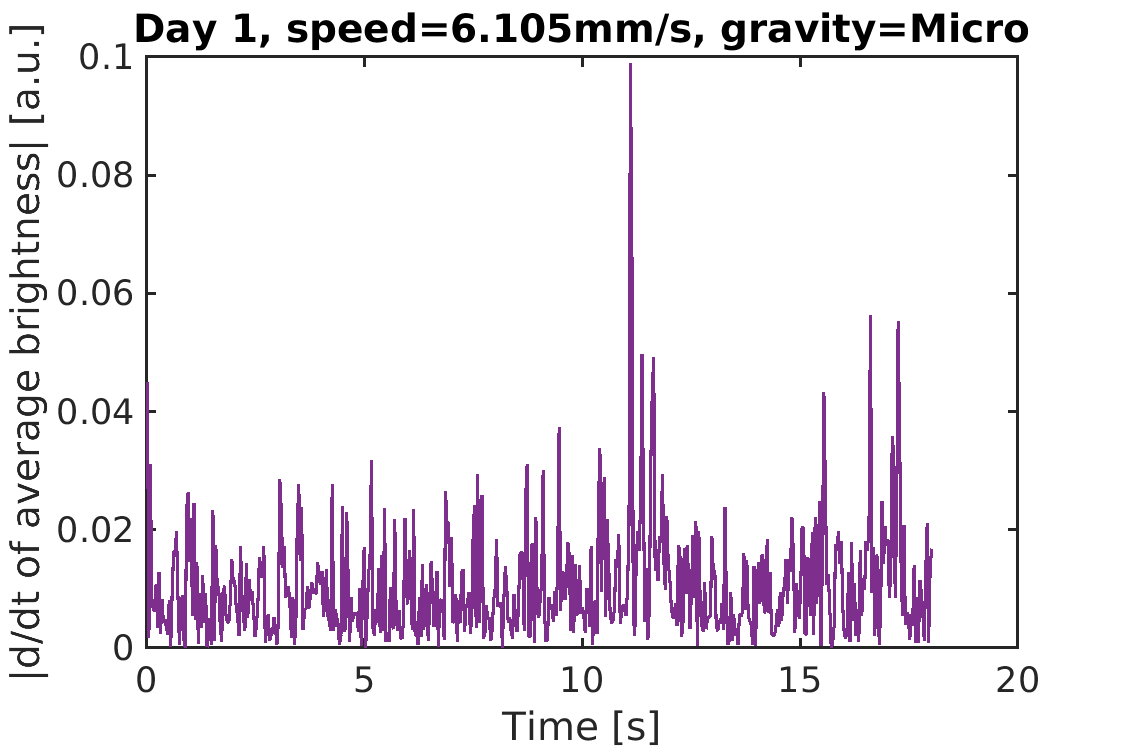 Day 1, speed=6.105mm/s, gravity=Micro
|d/dt of average brightness| [a.u.]
0.1
0.08
0.06
0.04
0.02
0
0 5 10 15 20
Time [s]